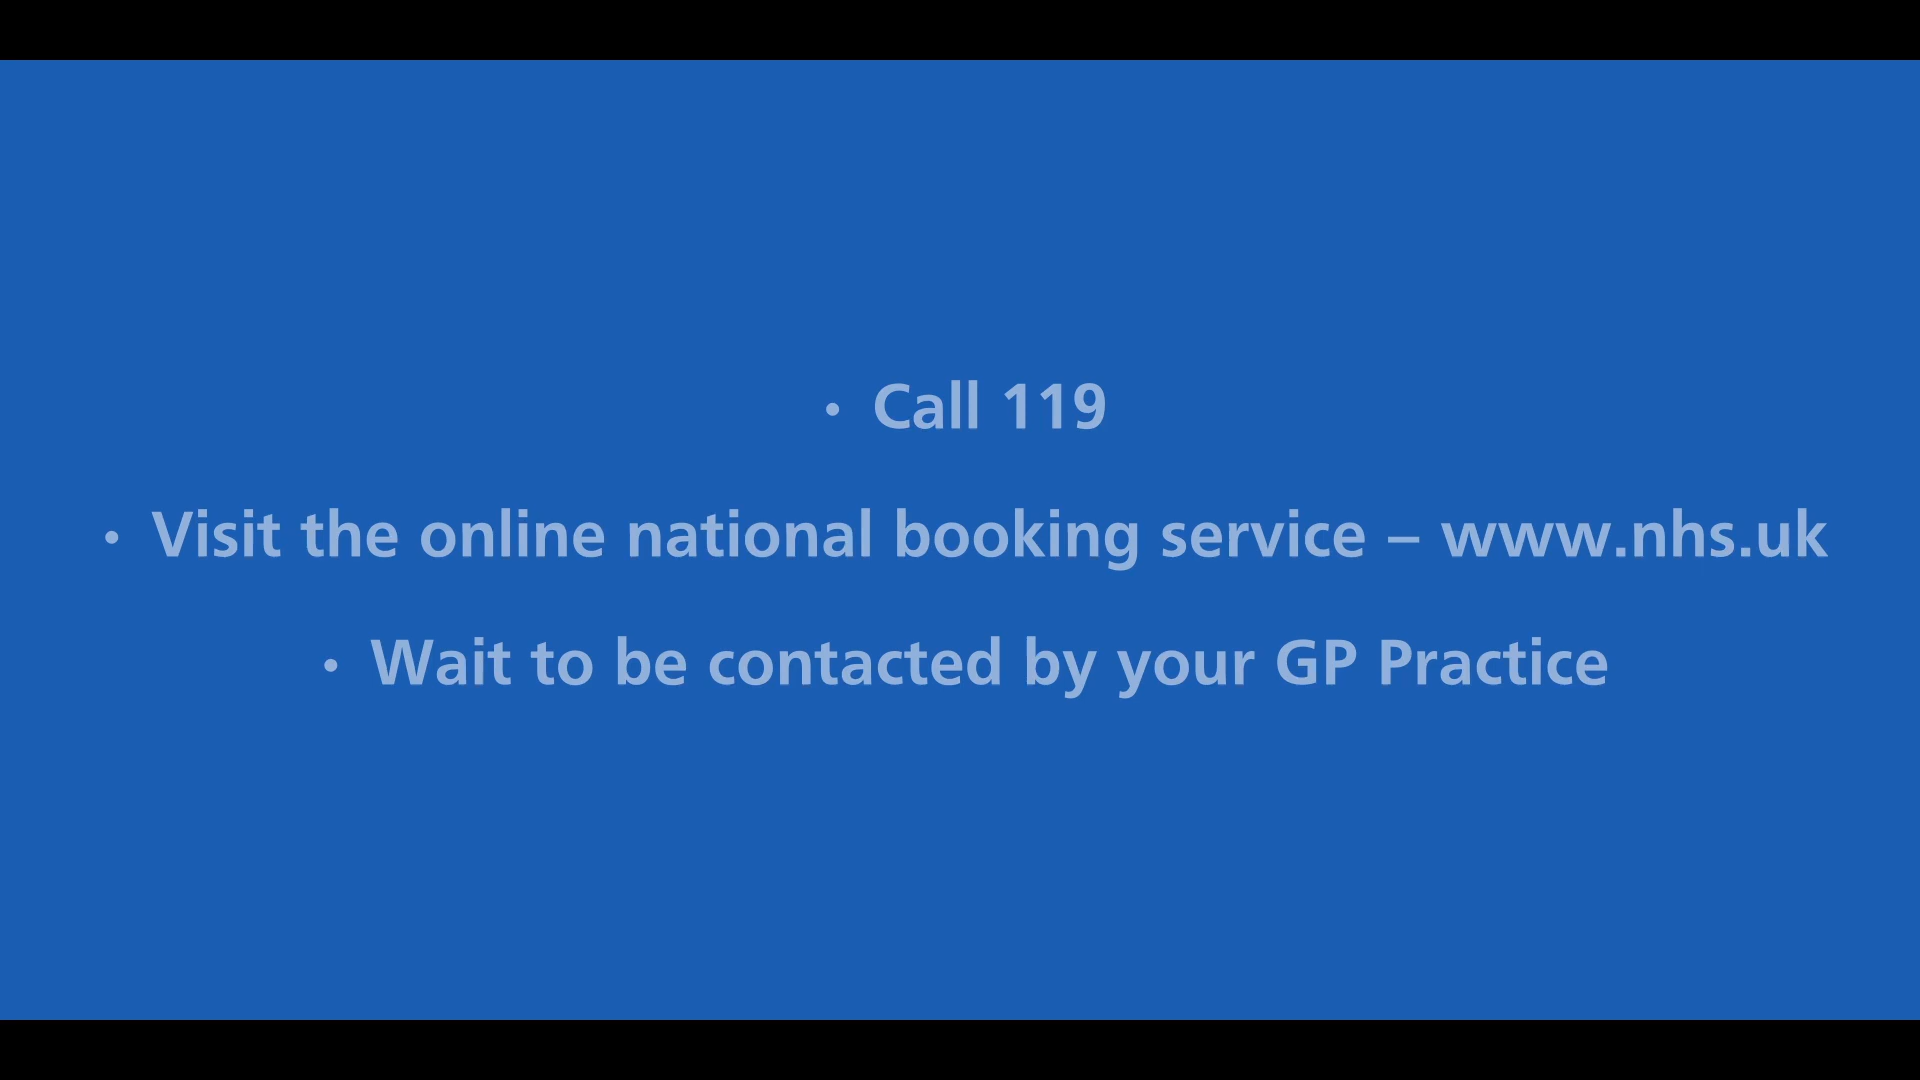 • Call 119
• Visit the online national booking service – www.nhs.uk
• Wait to be contacted by your GP Practice